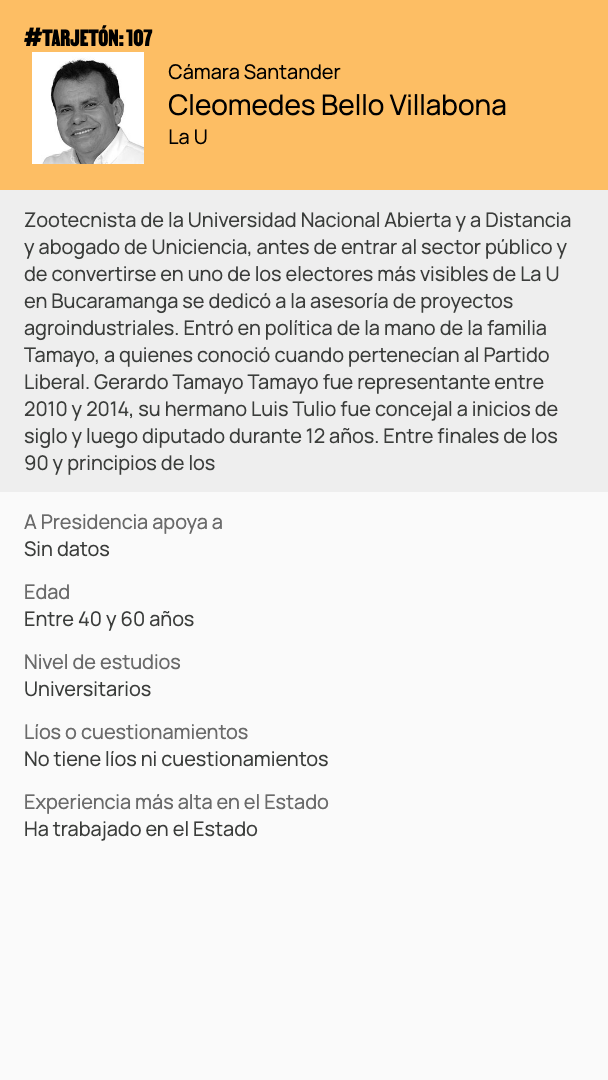 #TARJETÓN: 107
Cámara Santander
Cleomedes Bello Villabona
La U
Zootecnista de la Universidad Nacional Abierta y a Distancia
y abogado de Uniciencia, antes de entrar al sector público y
de convertirse en uno de los electores más visibles de La U
en Bucaramanga se dedicó a la asesoría de proyectos
agroindustriales. Entró en política de la mano de la familia
Tamayo, a quienes conoció cuando pertenecían al Partido
Liberal. Gerardo Tamayo Tamayo fue representante entre
2010 y 2014, su hermano Luis Tulio fue concejal a inicios de
siglo y luego diputado durante 12 años. Entre finales de los
90 y principios de los
A Presidencia apoya a
Sin datos
Edad
Entre 40 y 60 años
Nivel de estudios
Universitarios
Líos o cuestionamientos
No tiene líos ni cuestionamientos
Experiencia más alta en el Estado
Ha trabajado en el Estado